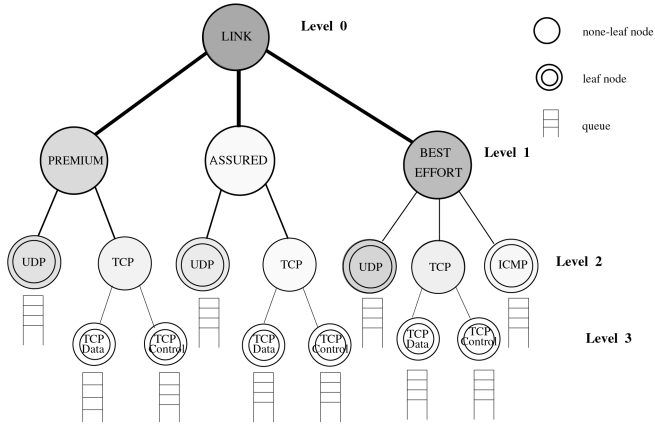 LINK
Level 0
none-leaf node
leaf node
queue
PREMIUM
ASSURED
BEST
EFFORT
Level 1
UDP
TCP
UDP
TCP
UDP
TCP
ICMP
Level 2
TCP
Data
TCP
Control
TCP
Data
TCP
Control
TCP
Data
TCP
Control
Level 3